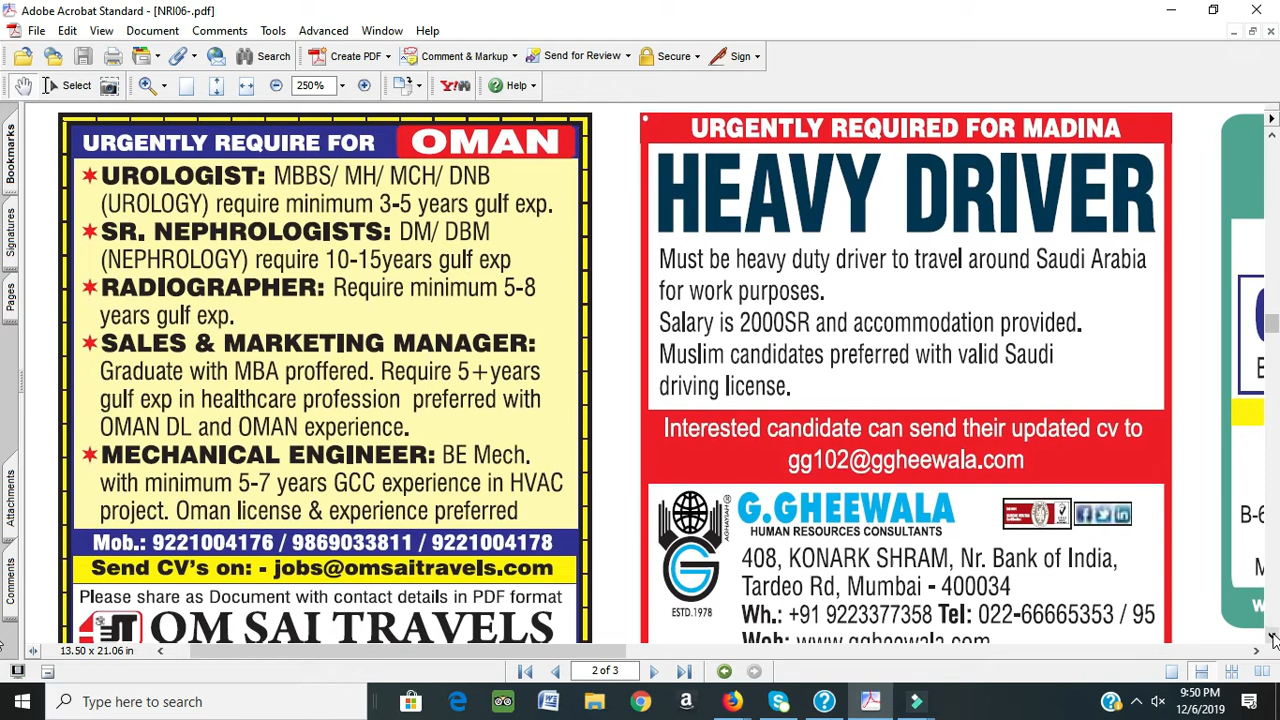 Adobe Acrobat Standard - [NRI06-.pdf]
File Edit View Document Comments Tools Advanced Window Help
Search Create PDF Comment & Markup Send for Review Secure Sign
Select 250% Y! Help
Bookmarks
Signatures
Pages
Attachments
Comments
URGENTLY REQUIRE FOR OMAN
UROLOGIST: MBBS/ MH/ MCH/ DNB
(UROLOGY) require minimum 3-5 years gulf exp.
SR. NEPHROLOGISTS: DM/ DBM
(NEPHROLOGY) require 10-15years gulf exp
RADIOGRAPHER: Require minimum 5-8
years gulf exp.
SALES & MARKETING MANAGER:
Graduate with MBA proffered. Require 5+years
gulf exp in healthcare profession preferred with
OMAN DL and OMAN experience.
MECHANICAL ENGINEER: BE Mech.
with minimum 5-7 years GCC experience in HVAC
project. Oman license & experience preferred
Mob.: 9221004176 / 9869033811 / 9221004178
Send CV's on: - jobs@omsaitravels.com
Please share as Document with contact details in PDF format
OM SAI TRAVELS
URGENTLY REQUIRED FOR MADINA
HEAVY DRIVER
Must be heavy duty driver to travel around Saudi Arabia
for work purposes.
Salary is 2000SR and accommodation provided.
Muslim candidates preferred with valid Saudi
driving license.
Interested candidate can send their updated cv to
gg102@ggheewala.com
G.GHEEWALA
HUMAN RESOURCES CONSULTANTS
ESTD.1978
408, KONARK SHRAM, Nr. Bank of India,
Tardeo Rd, Mumbai - 400034
Wh.: +91 9223377358 Tel: 022-66665353 / 95
Web: www.ggheewala.com
B-6
13.50 x 21.06 in
2 of 3
Type here to search
9:50 PM
12/6/2019